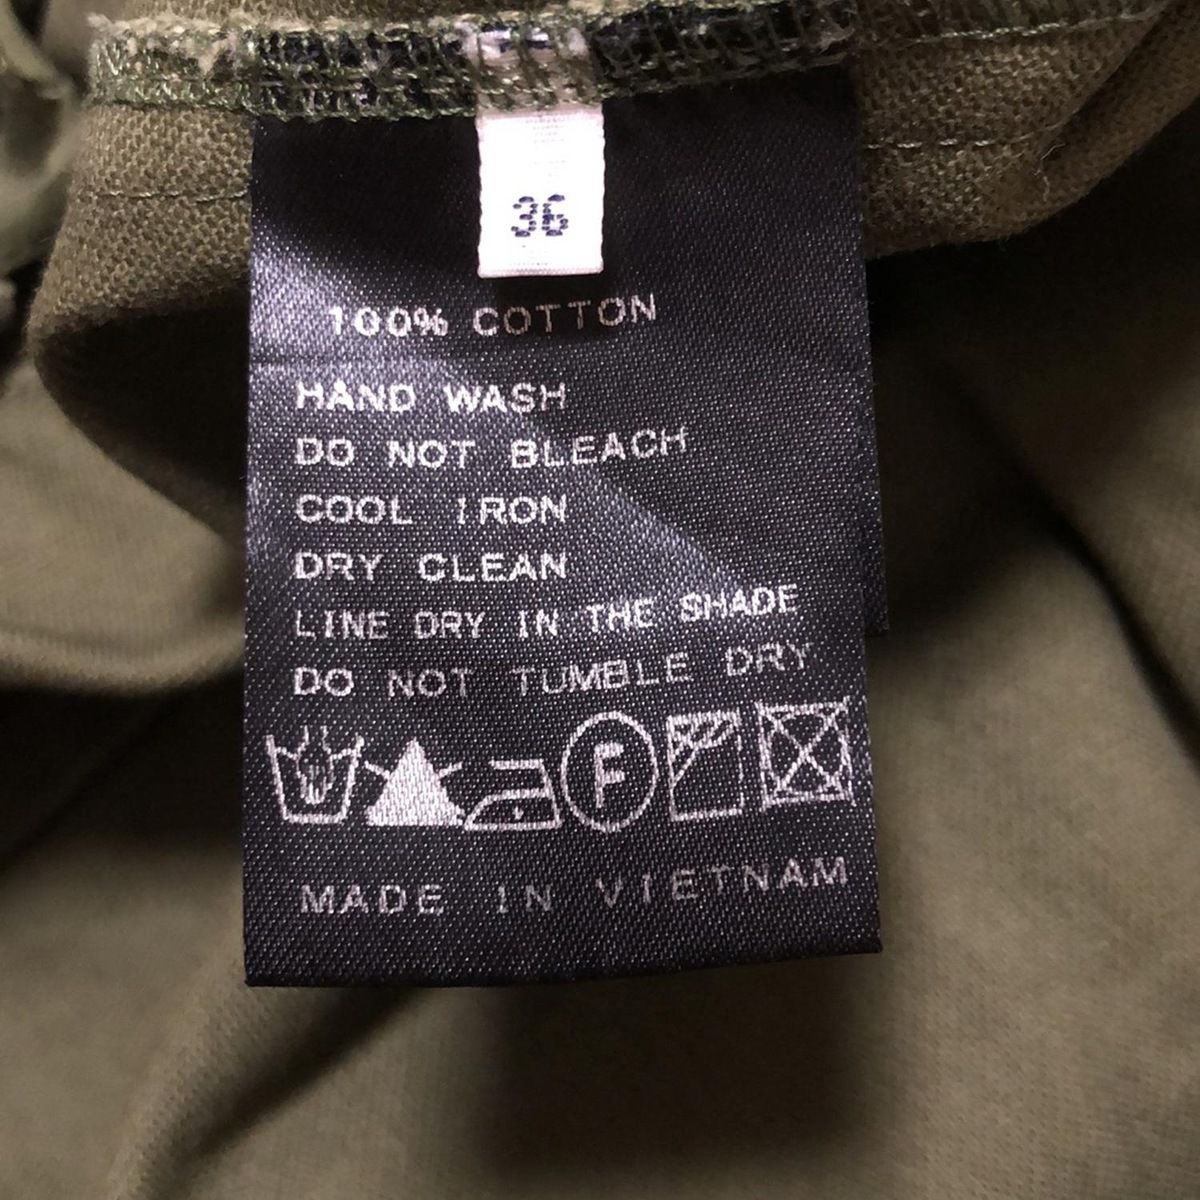 36
100% COTTON
HAND WASH
DO NOT BLEACH
COOL IRON
DRY CLEAN
LINE DRY IN THE SHADE
DO NOT TUMBLE DRY
F
MADE IN VIETNAM